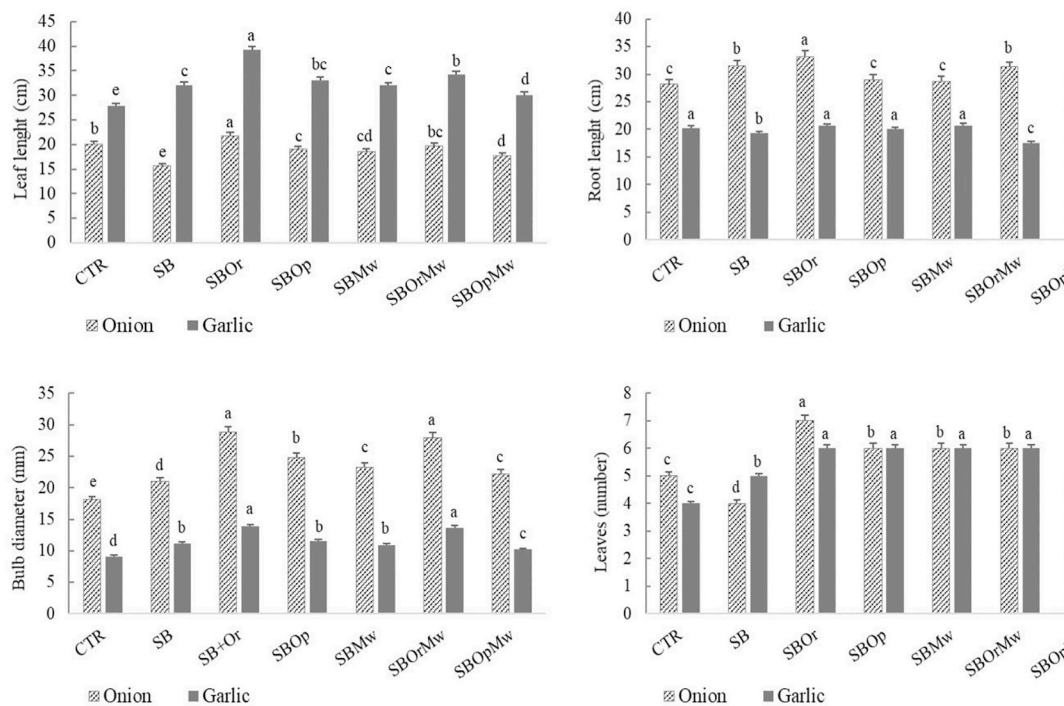 45
40
35
30
25
20
15
10
5
0
Leaf lenght (cm)
b e e c a a c bc cd c bc b d d
CTR SB SBOr SBOp SBMw SBOrMw SBOpMw
Onion Garlic
40
35
30
25
20
15
10
5
0
Root lenght (cm)
c a b b a a c a c a b c
CTR SB SBOr SBOp SBMw SBOrMw SBOr
Onion Garlic
35
30
25
20
15
10
5
0
Bulb diameter (mm)
e d d b a a b b c b a a c c
CTR SB SB+Or SBOp SBMw SBOrMw SBOpMw
Onion Garlic
8
7
6
5
4
3
2
1
0
Leaves (number)
c c d b a a b a b a b a
CTR SB SBOr SBOp SBMw SBOrMw SBOr
Onion Garlic